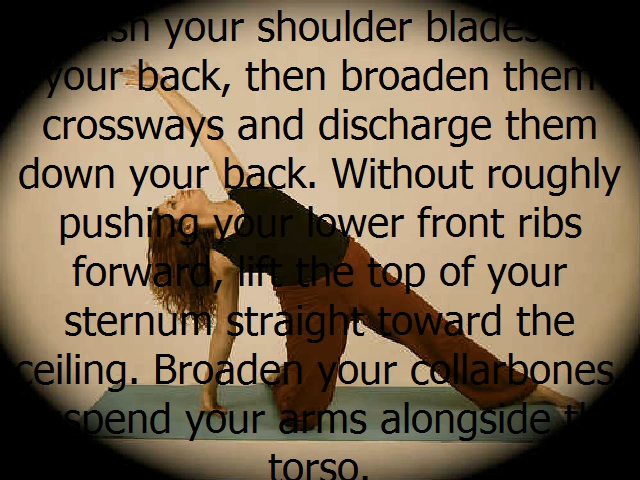 your shoulder blades
your back, then broaden them
crossways and discharge them
down your back. Without roughly
pushing your lower front ribs
forward, lift the top of your
sternum straight toward the
ceiling. Broaden your collarbones.
your arms alongside
torso.